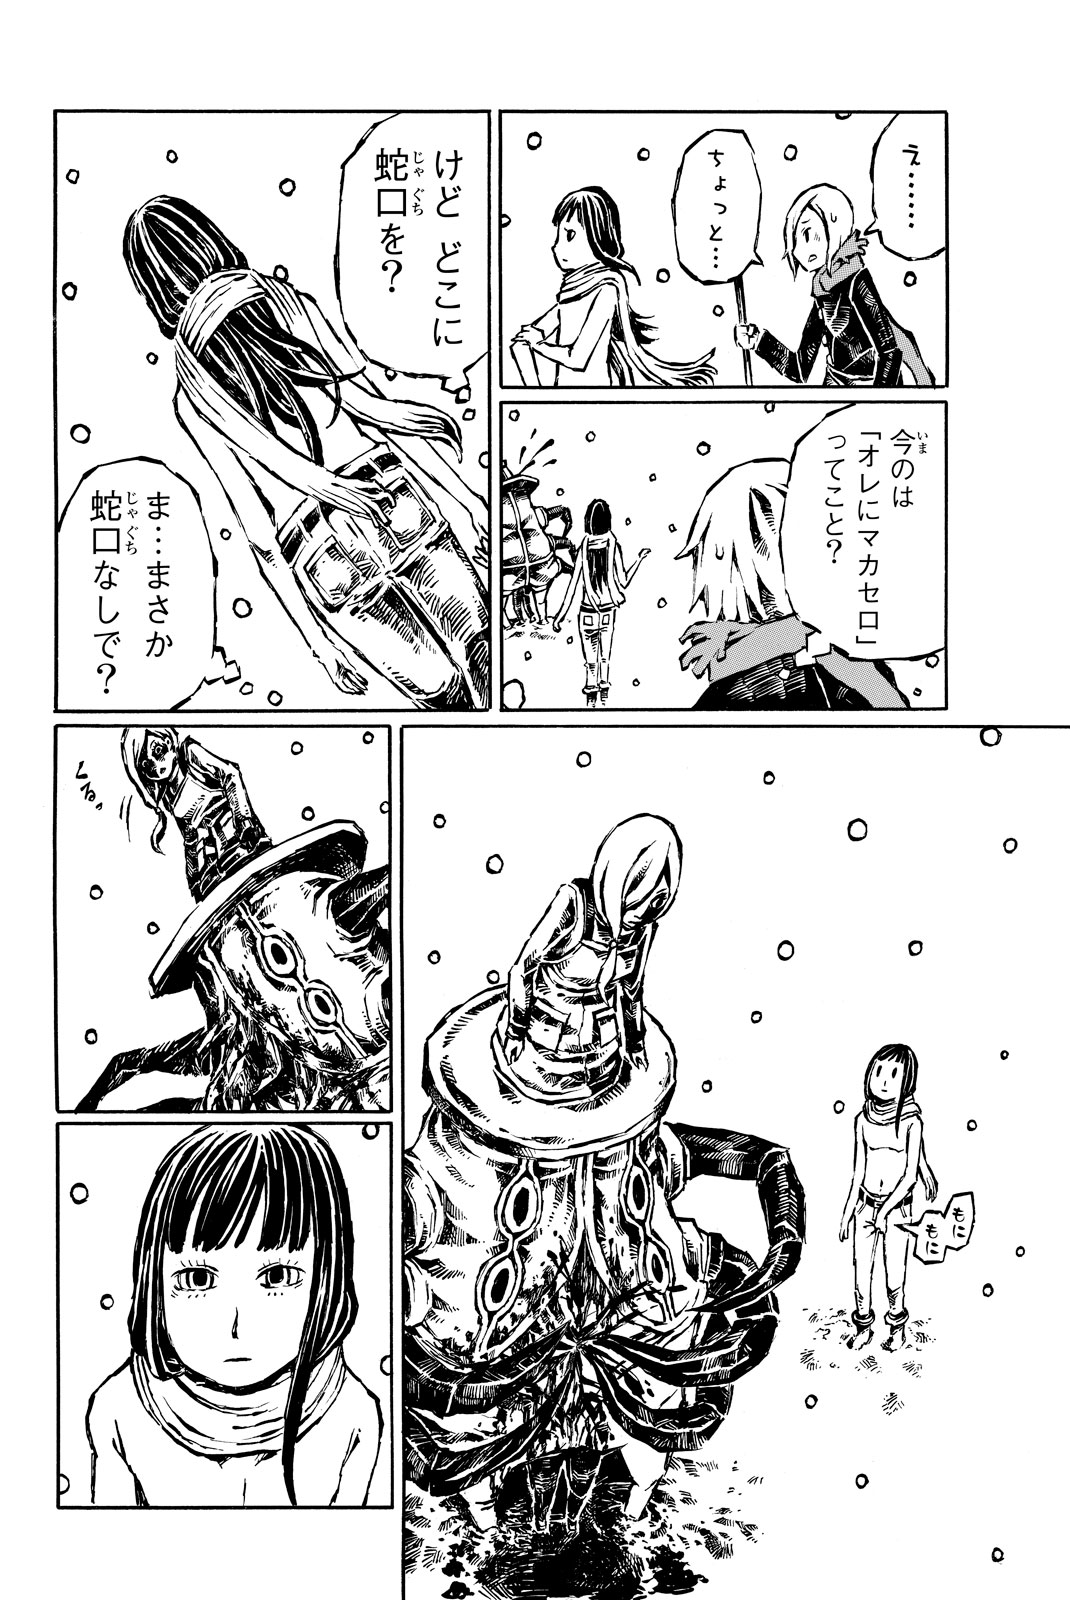 え……
ちょっと…
今のは
「オレにマカセロ」
ってこと？
けど どこに
蛇口を？
ま…まさか
蛇口なしで？
もに
もに
くるっ